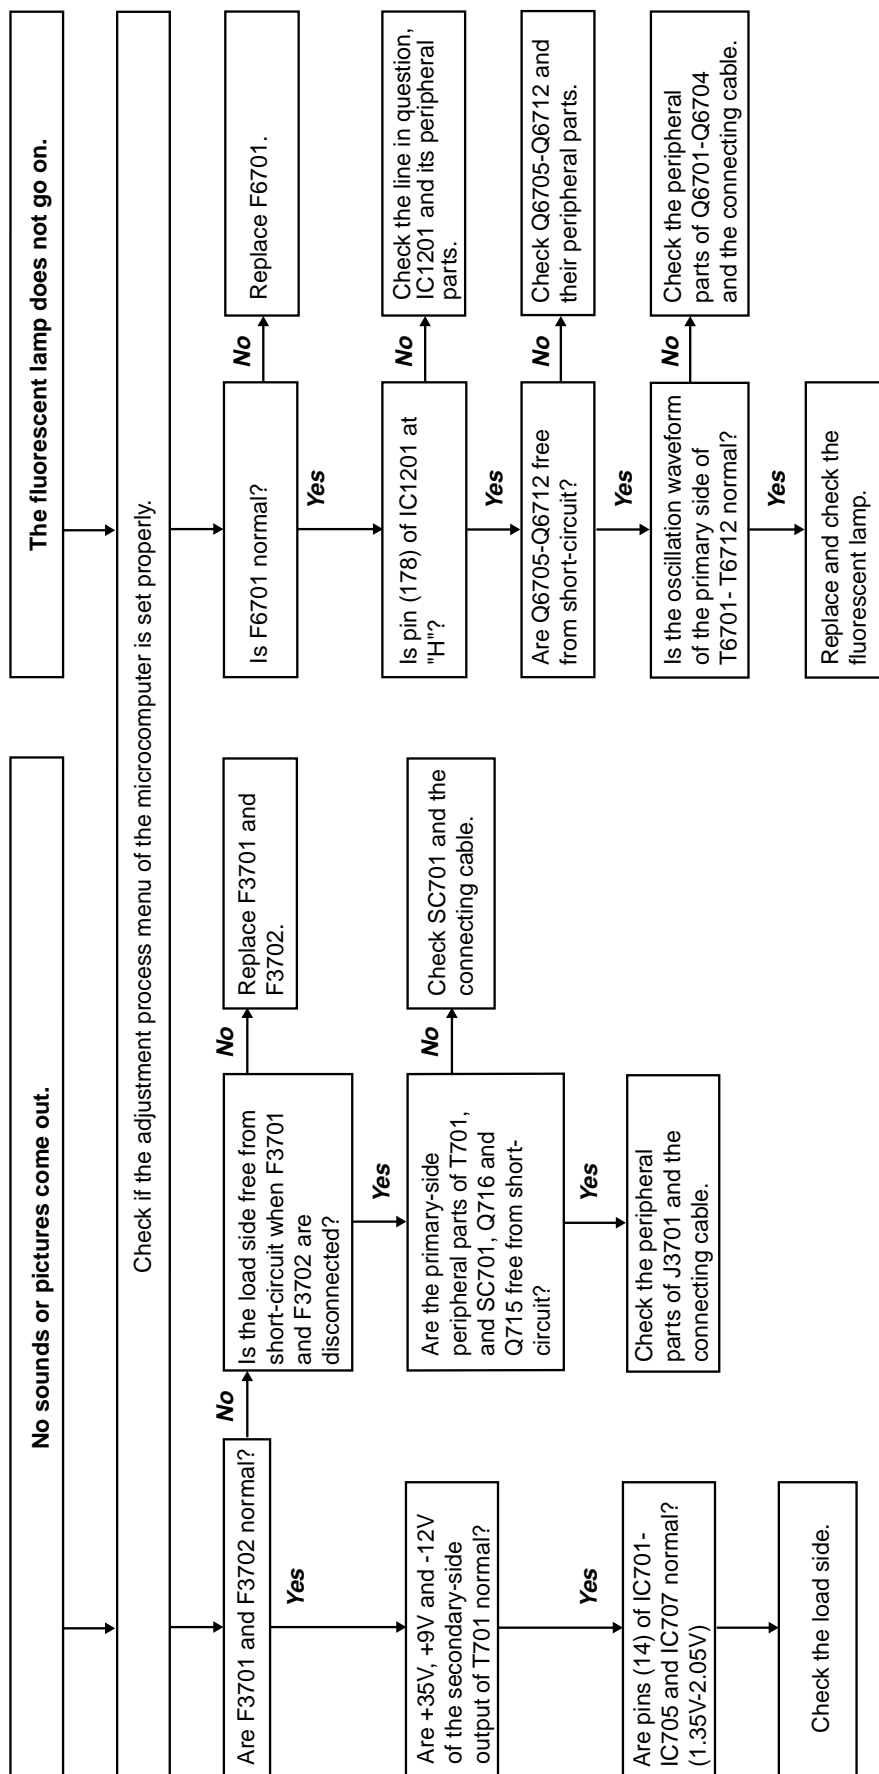 No sounds or pictures come out.
The fluorescent lamp does not go on.
Check if the adjustment process menu of the microcomputer is set properly.
Are F3701 and F3702 normal?
No
Is the load side free from
short-circuit when F3701
and F3702 are
disconnected?
No
Replace F3701 and
F3702.
Yes
Yes
Are +35V, +9V and -12V
of the secondary-side
output of T701 normal?
Are the primary-side
peripheral parts of T701,
and SC701, Q716 and
Q715 free from short-
circuit?
No
Check SC701 and the
connecting cable.
Yes
Yes
Are pins (14) of IC701-
IC705 and IC707 normal?
(1.35V-2.05V)
Check the peripheral
parts of J3701 and the
connecting cable.
Check the load side.
Is F6701 normal?
No
Replace F6701.
Yes
Is pin (178) of IC1201 at
"H"?
No
Check the line in question,
IC1201 and its peripheral
parts.
Yes
Are Q6705-Q6712 free
from short-circuit?
No
Check Q6705-Q6712 and
their peripheral parts.
Yes
Is the oscillation waveform
of the primary side of
T6701- T6712 normal?
No
Check the peripheral
parts of Q6701-Q6704
and the connecting cable.
Yes
Replace and check the
fluorescent lamp.